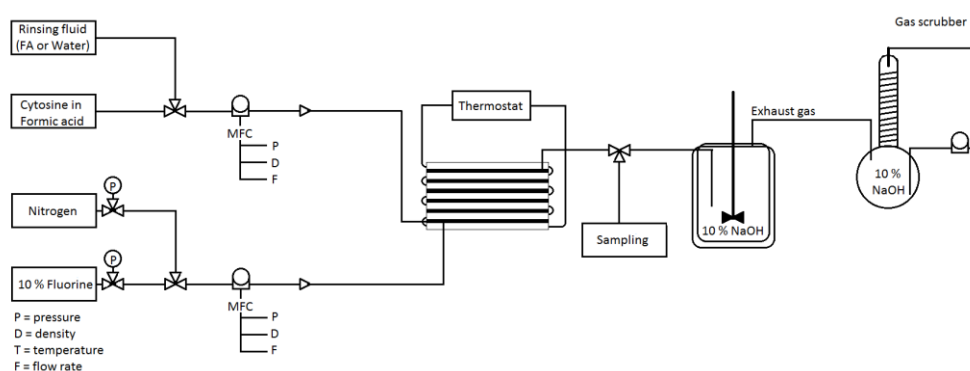 Gas scrubber
Rinsing fluid
(FA or Water)
Cytosine in
Formic acid
MFC
P
D
F
Thermostat
Exhaust gas
10 %
NaOH
P
Nitrogen
Sampling
10 % NaOH
P
10 % Fluorine
MFC
P
D
F
P = pressure
D = density
T = temperature
F = flow rate